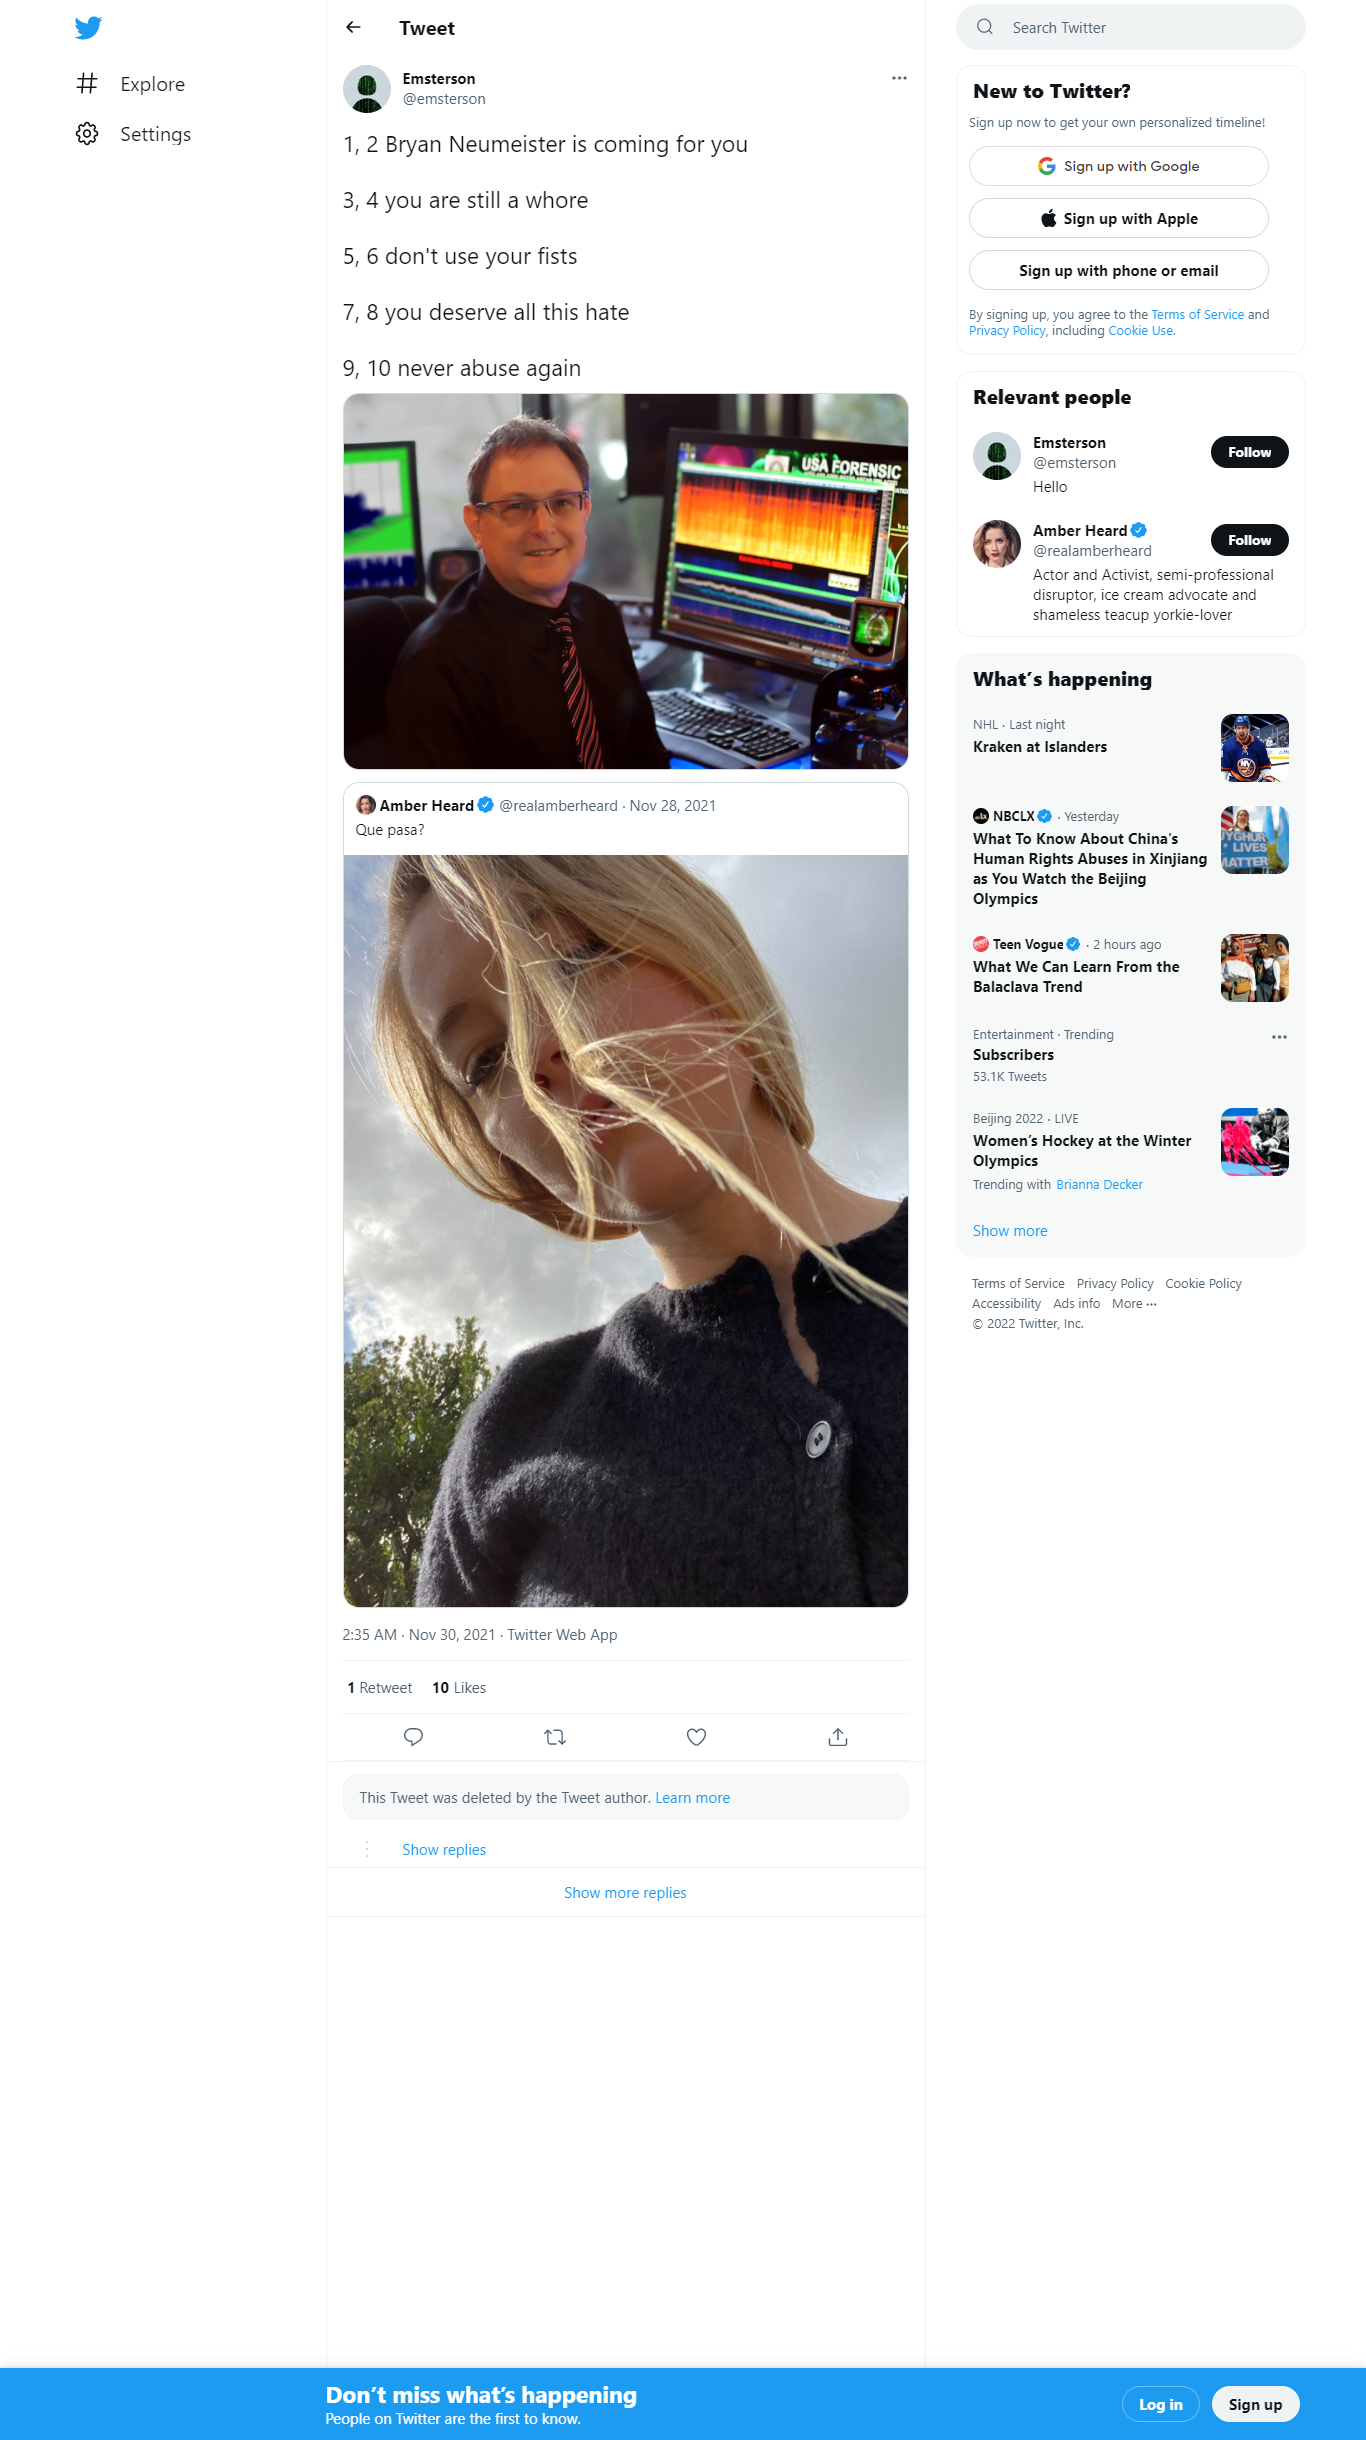 Explore
Settings
Tweet
Emsterson
@emsterson
1, 2 Bryan Neumeister is coming for you
3, 4 you are still a whore
5, 6 don't use your fists
7, 8 you deserve all this hate
9, 10 never abuse again
USA FORENSIC
Amber Heard @realamberheard · Nov 28, 2021
Que pasa?
2:35 AM · Nov 30, 2021 · Twitter Web App
1 Retweet 10 Likes
This Tweet was deleted by the Tweet author. Learn more
Show replies
Show more replies
Search Twitter
New to Twitter?
Sign up now to get your own personalized timeline!
Sign up with Google
Sign up with Apple
Sign up with phone or email
By signing up, you agree to the Terms of Service and
Privacy Policy, including Cookie Use.
Relevant people
Emsterson
@emsterson
Follow
Hello
Amber Heard
@realamberheard
Follow
Actor and Activist, semi-professional
disruptor, ice cream advocate and
shameless teacup yorkie-lover
What's happening
NHL · Last night
Kraken at Islanders
NBCLX · Yesterday
What To Know About China's
Human Rights Abuses in Xinjiang
as You Watch the Beijing
Olympics
UYGHUR
LIVES
MATTER
Teen Vogue · 2 hours ago
What We Can Learn From the
Balaclava Trend
Entertainment · Trending
Subscribers
53.1K Tweets
Beijing 2022 · LIVE
Women's Hockey at the Winter
Olympics
Trending with Brianna Decker
Show more
Terms of Service Privacy Policy Cookie Policy
Accessibility Ads info More ···
© 2022 Twitter, Inc.
Don't miss what's happening
People on Twitter are the first to know.
Log in
Sign up